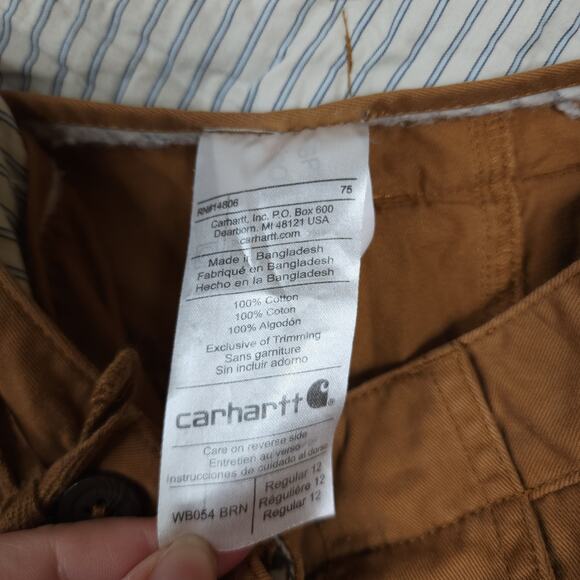 RN#14806 75
Carhartt, Inc. P.O. Box 600
Dearborn, MI 48121 USA
carhartt.com
Made in Bangladesh
Fabriqué en Bangladesh
Hecho en la Bangladesh
100% Cotton
100% Coton
100% Algodón
Exclusive of Trimming
Sans garniture
Sin incluir adorno
carhartt
Care on reverse side
Entretien au verso
Instrucciones de cuidado al dorso
WB054 BRN
Regular 12
Regulière 12
Regular 12